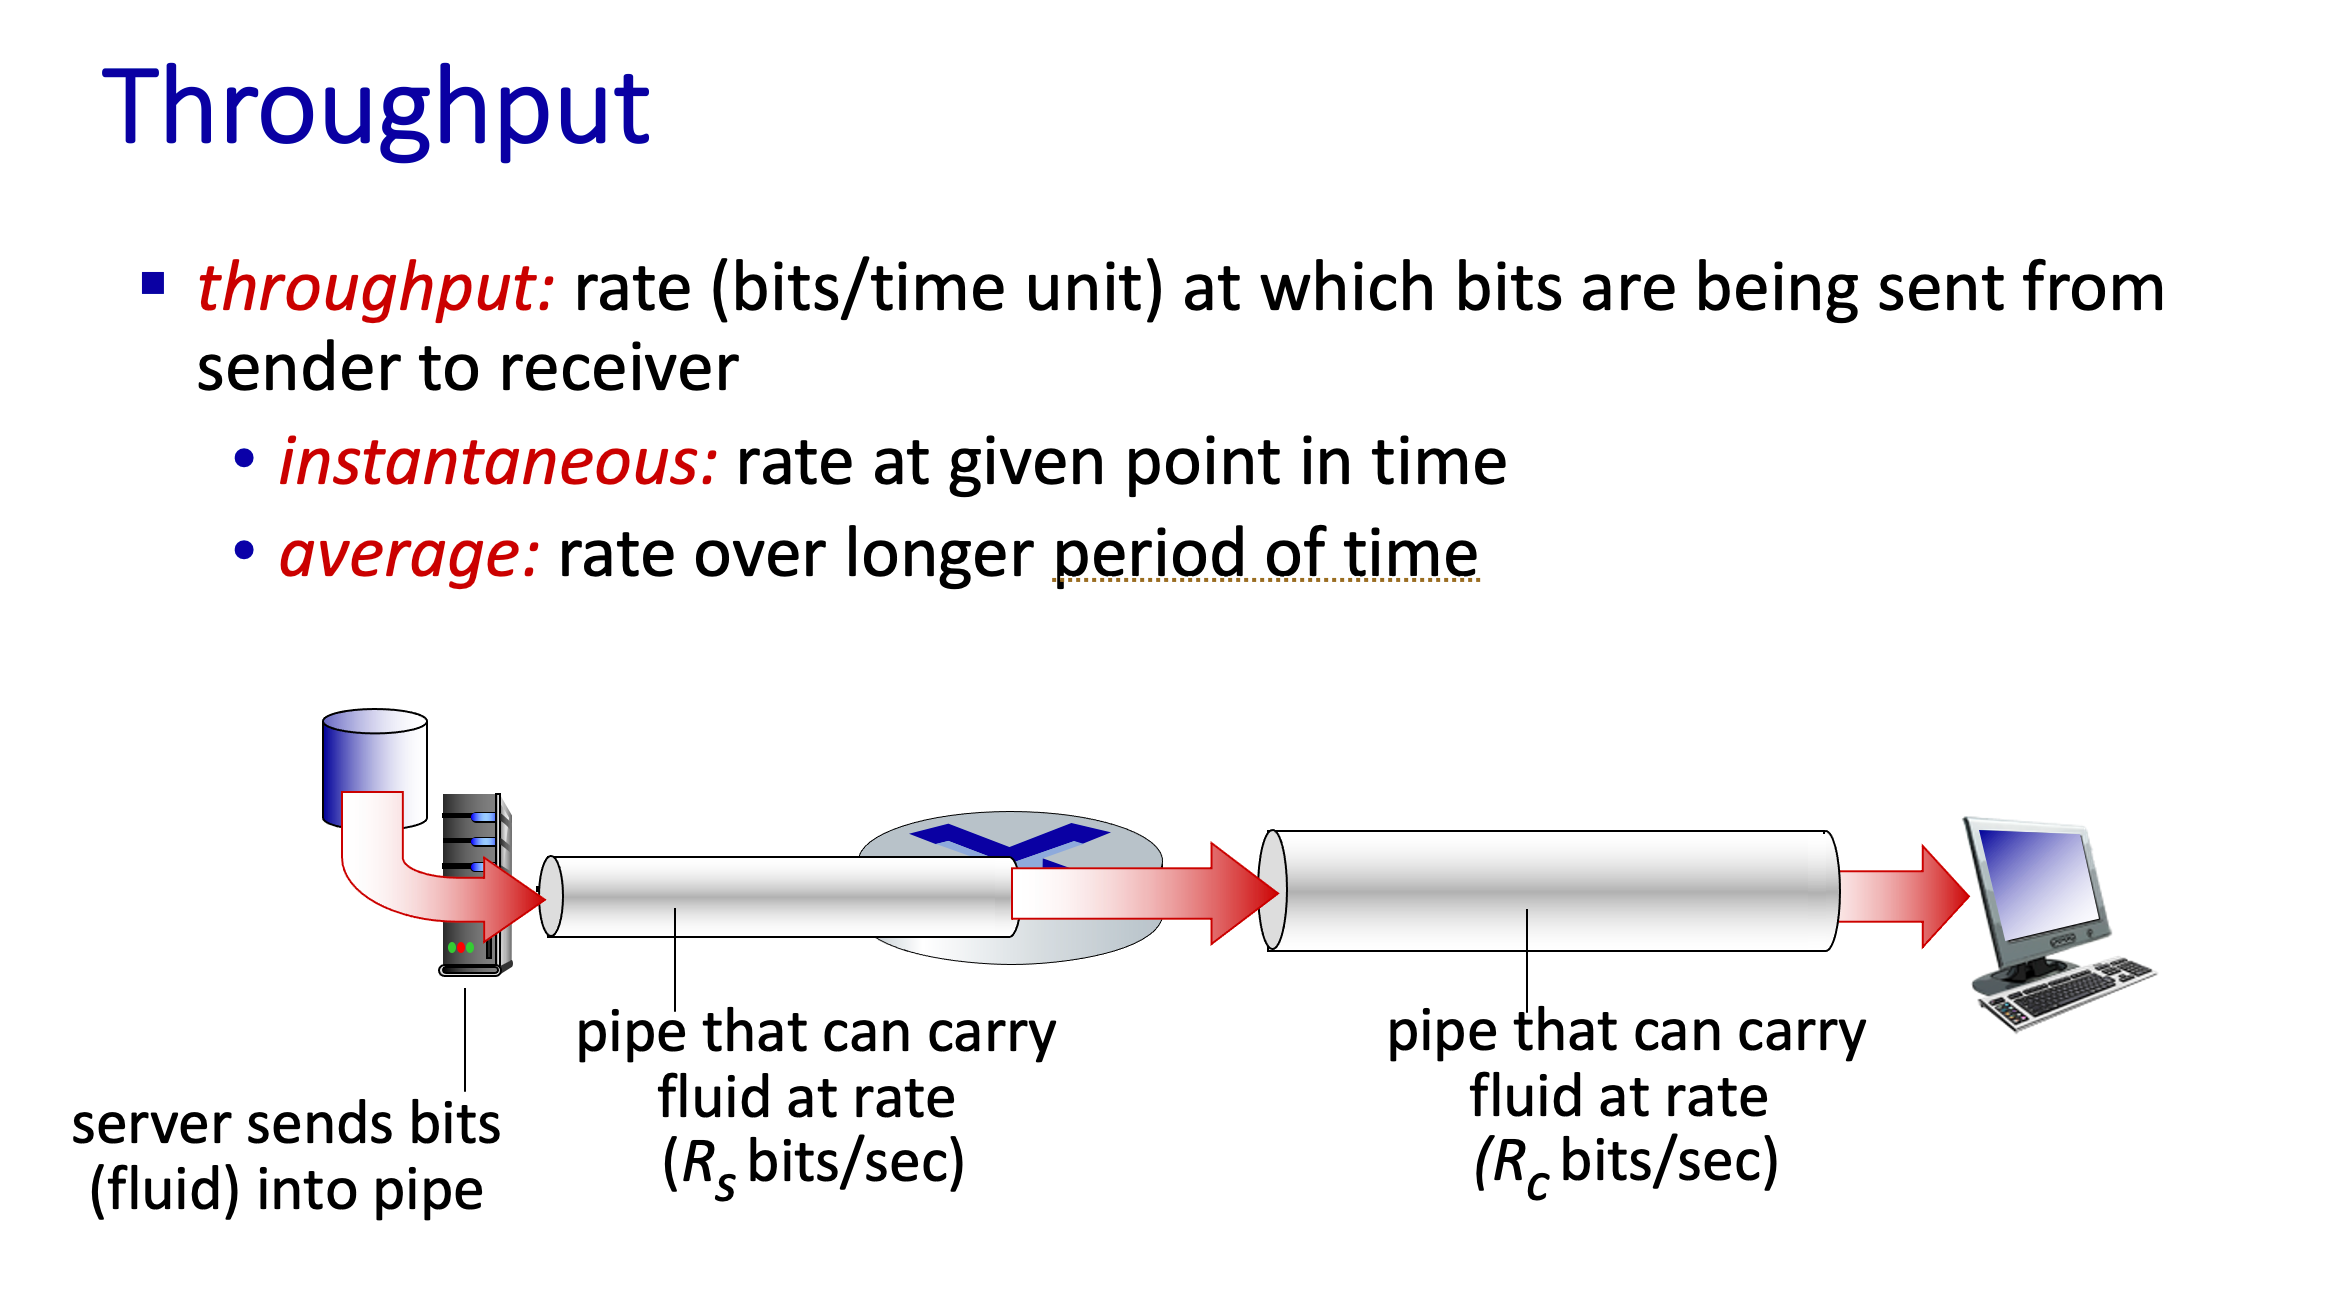 Throughput
throughput: rate (bits/time unit) at which bits are being sent from
sender to receiver
instantaneous: rate at given point in time
average: rate over longer period of time
server sends bits
(fluid) into pipe
pipe that can carry
fluid at rate
(Rs bits/sec)
pipe that can carry
fluid at rate
(Rc bits/sec)